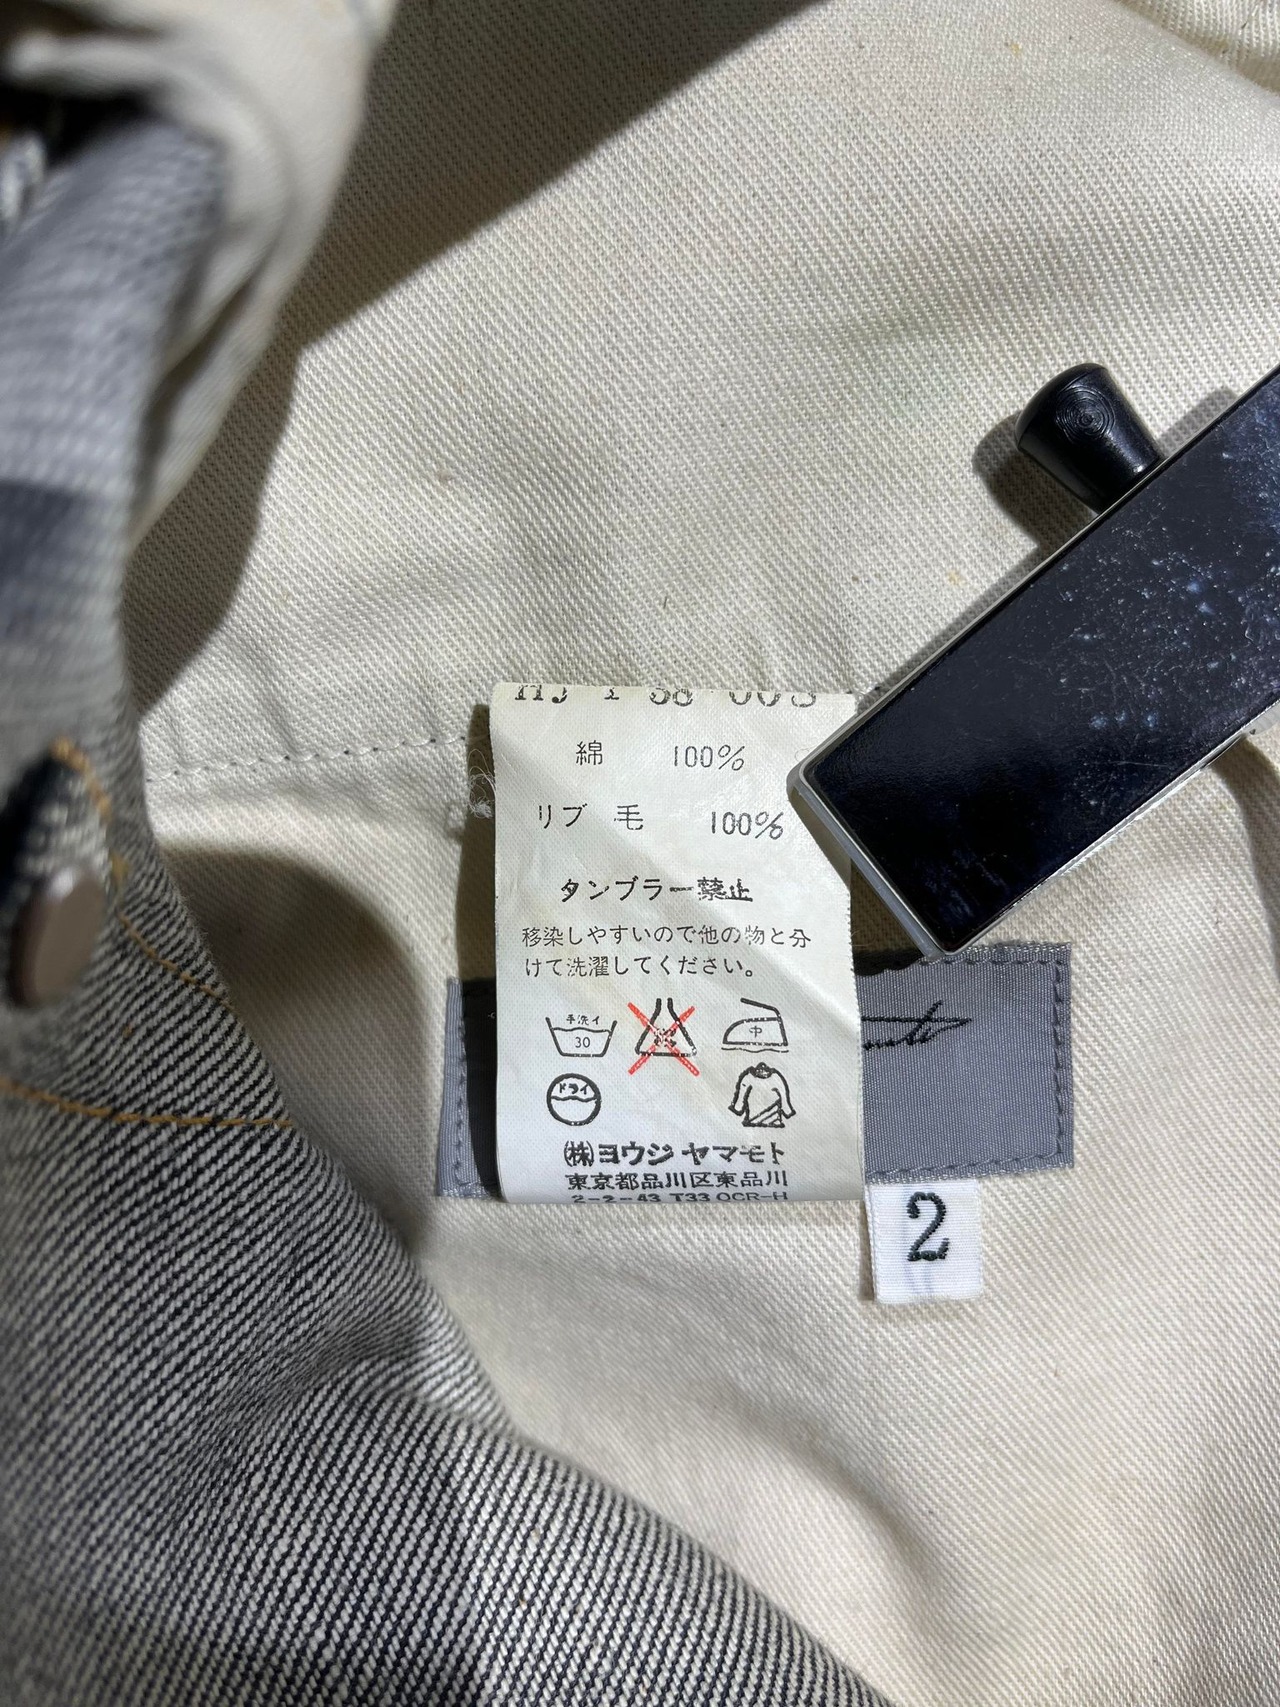 綿 100%
リブ 毛 100%
タンブラー禁止
移染しやすいので他の物と分
けて洗濯してください。
手洗イ
30
中
ドライ
㈱ヨウジ ヤマモト
東京都品川区東品川
2-2-43 T33 OCR-H
2